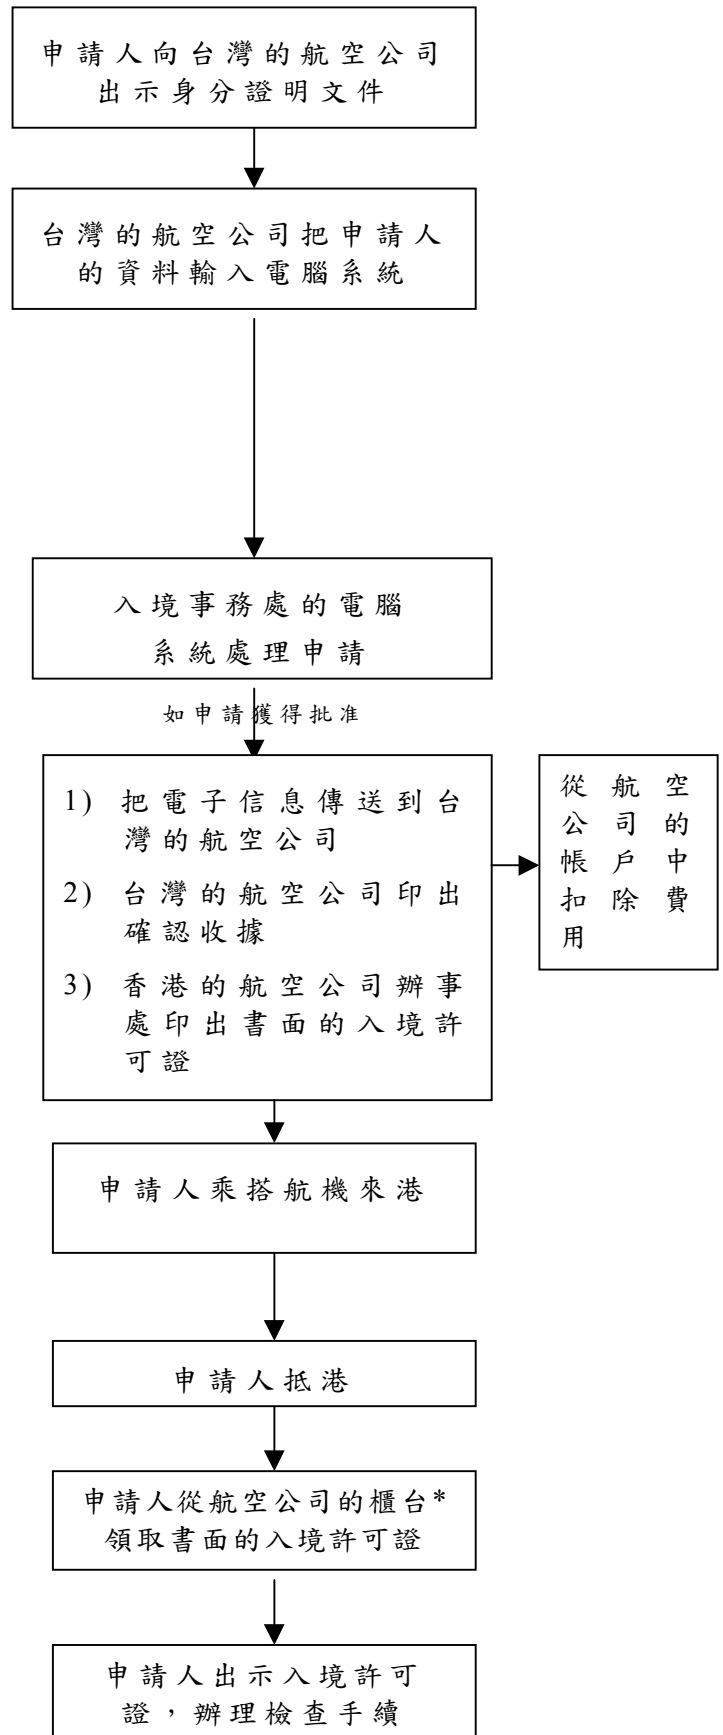 申請人向台灣的航空公司
出示身分證明文件
台灣的航空公司把申請人
的資料輸入電腦系統
入境事務處的電腦
系統處理申請
如申請獲得批准
1) 把電子信息傳送到台
灣的航空公司
2) 台灣的航空公司印出
確認收據
3) 香港的航空公司辦事
處印出書面的入境許
可證
從航空
公司的
帳戶中
扣除費
用
申請人乘搭航機來港
申請人抵港
申請人從航空公司的櫃台*
領取書面的入境許可證
申請人出示入境許可
證，辦理檢查手續